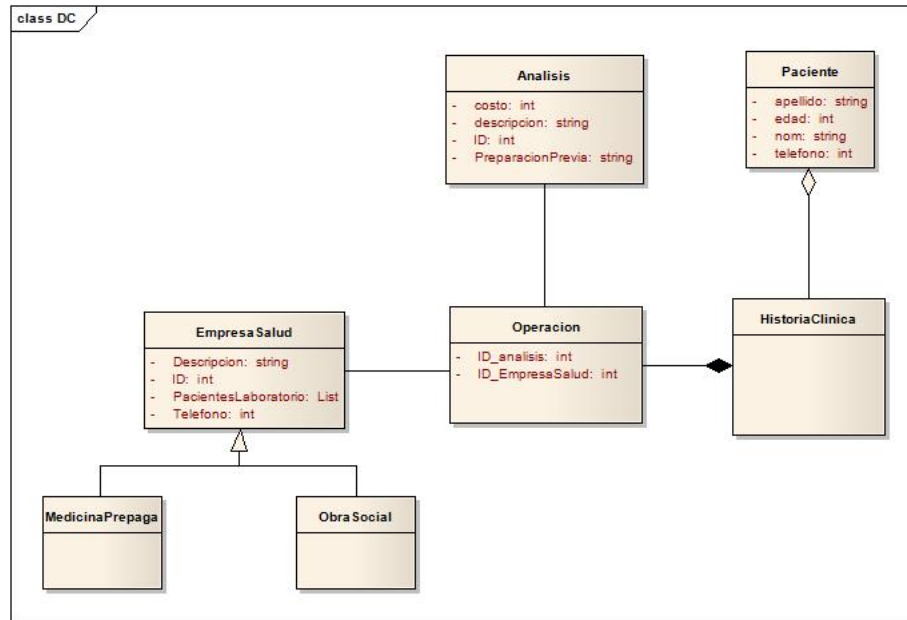 class DC
Analisis
- costo: int
- descripcion: string
- ID: int
- PreparacionPrevia: string
Paciente
- apellido: string
- edad: int
- nom: string
- telefono: int
EmpresaSalud
- Descripcion: string
- ID: int
- PacientesLaboratorio: List
- Telefono: int
Operacion
- ID_analisis: int
- ID_EmpresaSalud: int
HistoriaClinica
MedicinaPrepaga
ObraSocial